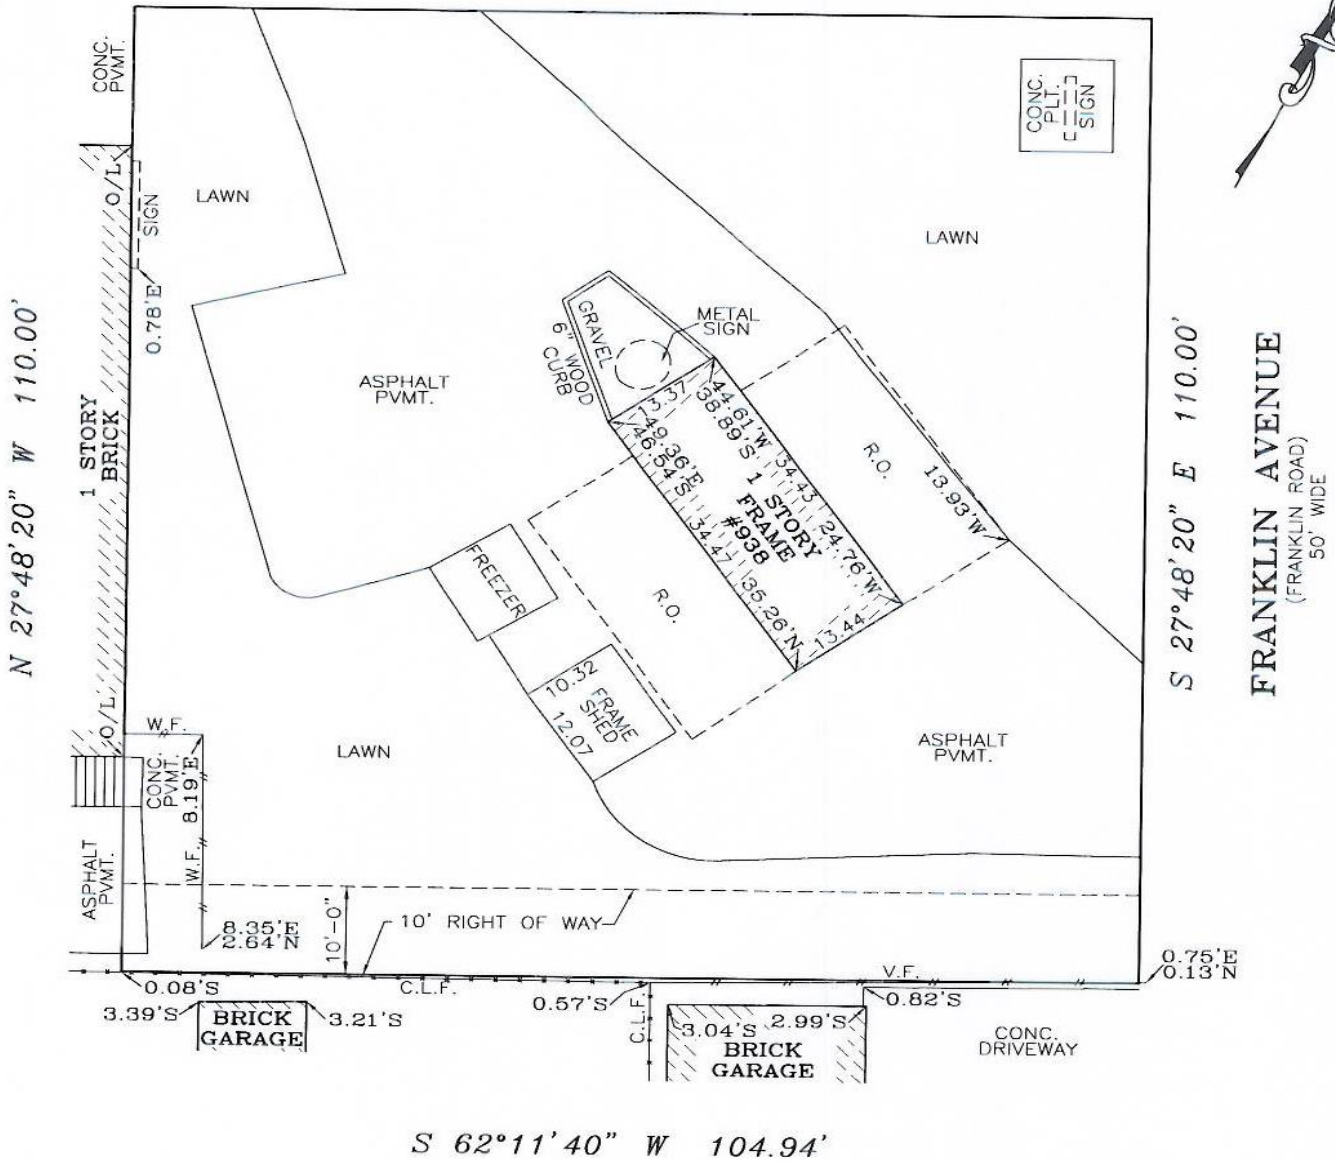 CONC.
PVMT.
CONC.
PLT.
SIGN
O/L
SIGN
LAWN
LAWN
0.78'E
N 27°48'20" W 110.00'
METAL
SIGN
GRAVEL
6" WOOD
CURB
ASPHALT
PVMT.
1 STORY
BRICK
13.37
44.61'W
38.89'S
49.36'E
46.54'S
34.43
1 STORY
FRAME
#938
24.76'W
34.47
35.26'N
13.44
R.O.
13.93'W
S 27°48'20" E 110.00'
FRANKLIN AVENUE
(FRANKLIN ROAD)
50' WIDE
FREEZER
R.O.
10.32
FRAME
SHED
12.07
O/L
W.F.
LAWN
ASPHALT
PVMT.
CONC.
PVMT.
8.19'E
W.F.
ASPHALT
PVMT.
8.35'E
2.64'N
10'-0"
10' RIGHT OF WAY
0.75'E
0.13'N
0.08'S
C.L.F.
V.F.
0.57'S
0.82'S
3.39'S
BRICK
GARAGE
3.21'S
C.L.F.
3.04'S
2.99'S
BRICK
GARAGE
CONC.
DRIVEWAY
S 62°11'40" W 104.94'